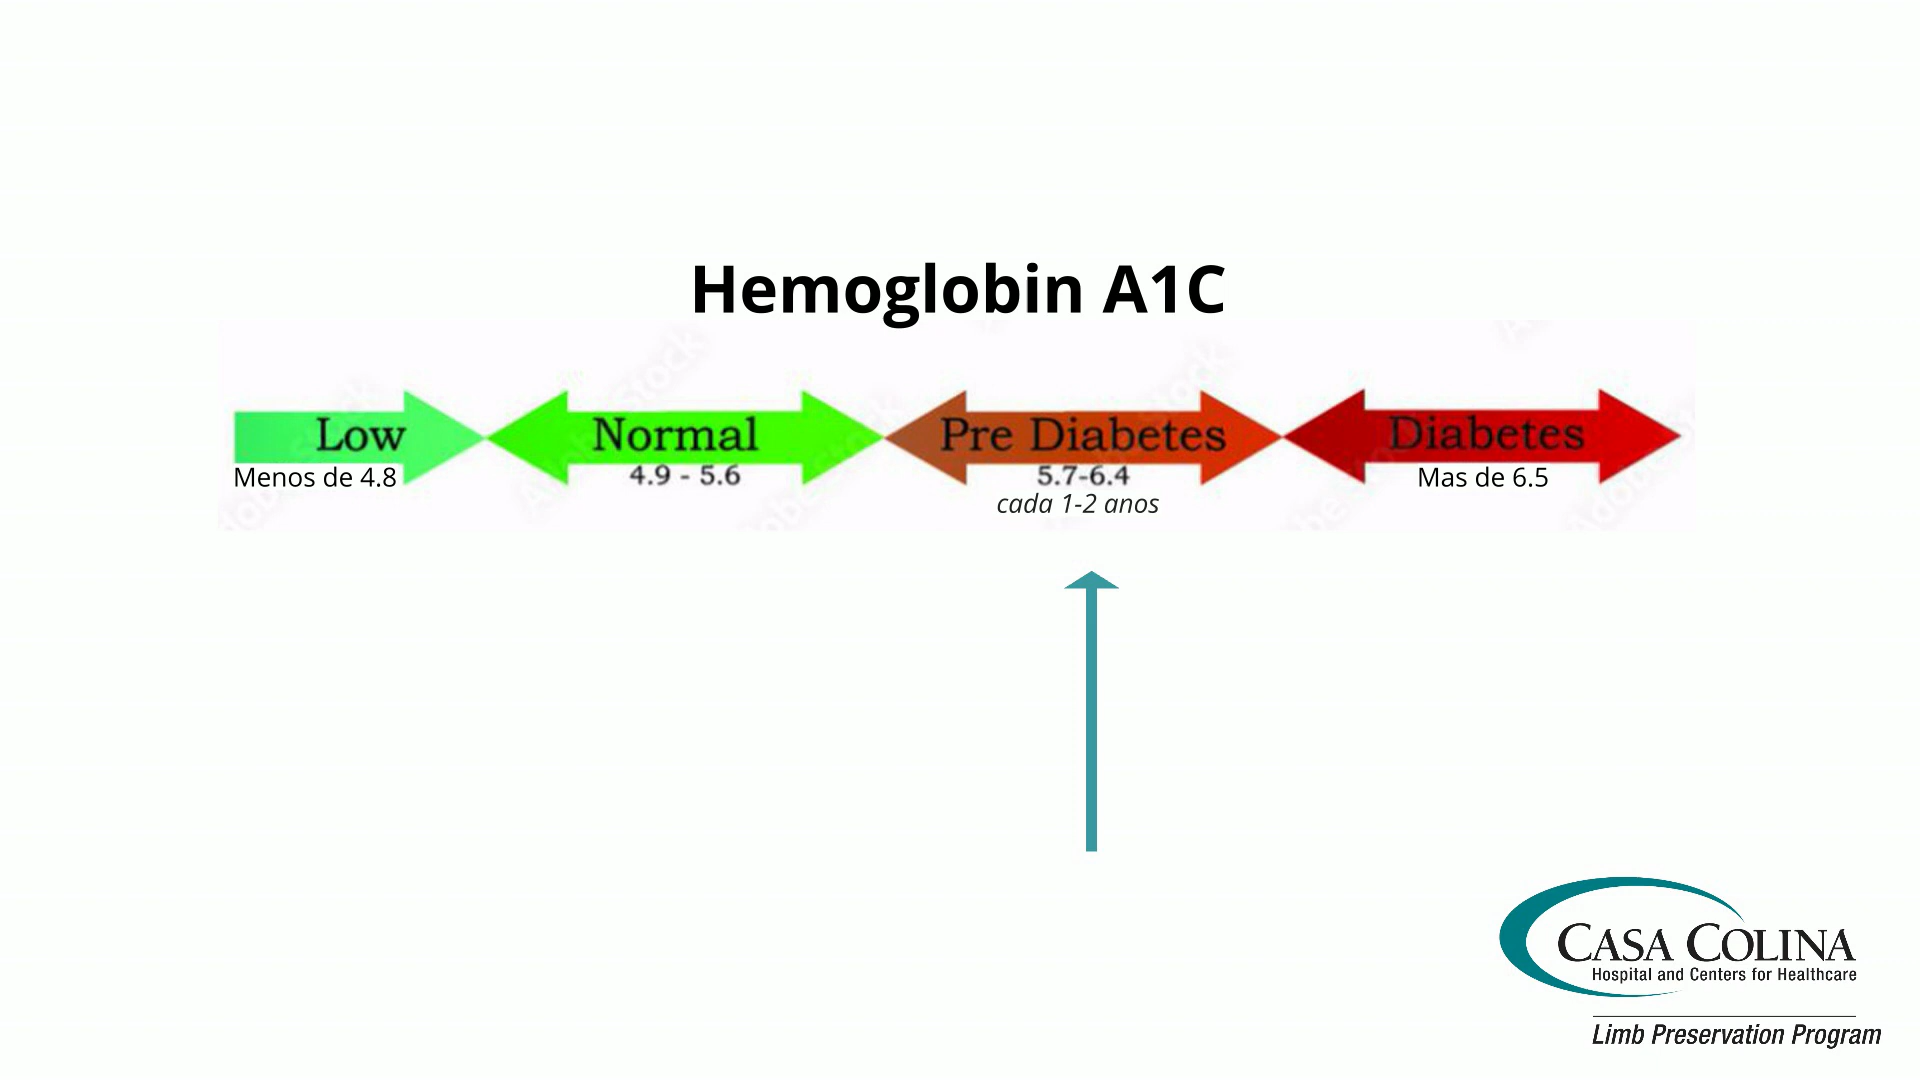 Hemoglobin A1C
Low
Menos de 4.8
Normal
4.9 - 5.6
Pre Diabetes
5.7-6.4
cada 1-2 anos
Diabetes
Mas de 6.5
CASA COLINA
Hospital and Centers for Healthcare
Limb Preservation Program